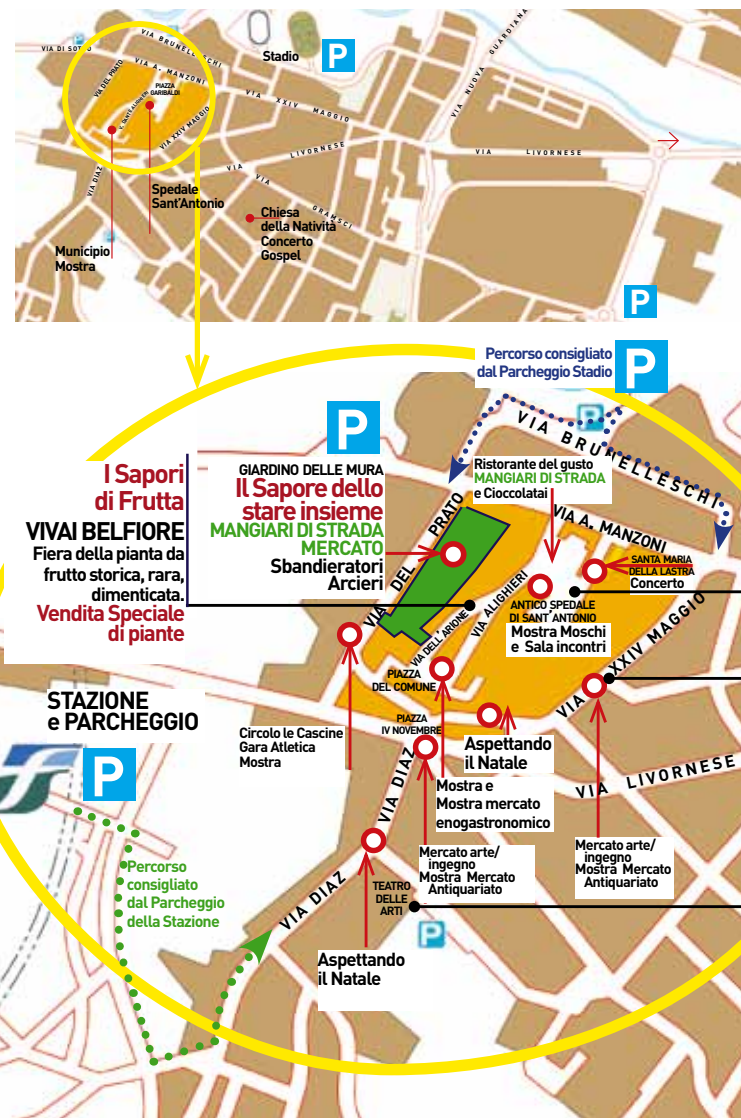 VIA DI SOTTO
VIA BRUNELLESCHI
Stadio
P
VIA NUOVA GUARDIANA
VIA DEL PRATO
VIA A. MANZONI
PIAZZA
GARIBALDI
V. DANTE ALIGHIERI
VIA XXIV MAGGIO
VIA XXIV MAGGIO
VIA LIVORNESE
VIA LIVORNESE
VIA DIAZ
VIA
VIA GRAMSCI
Spedale
Sant'Antonio
Chiesa
della Natività
Concerto
Gospel
Municipio
Mostra
P
Percorso consigliato
dal Parcheggio Stadio
P
P
P
VIA BRUNELLESCHI
I Sapori
di Frutta
VIVAI BELFIORE
Fiera della pianta da
frutto storica, rara,
dimenticata.
Vendita Speciale
di piante
GIARDINO DELLE MURA
Il Sapore dello
stare insieme
MANGIARI DI STRADA
MERCATO
Sbandieratori
Arcieri
Ristorante del gusto
MANGIARI DI STRADA
e Cioccolatai
VIA DEL PRATO
VIA A. MANZONI
SANTA MARIA
DELLA LASTRA
Concerto
VIA ALIGHIERI
VIA DELL'ARIONE
ANTICO SPEDALE
DI SANT'ANTONIO
Mostra Moschi
e Sala incontri
VIA XXIV MAGGIO
PIAZZA
DEL COMUNE
PIAZZA
IV NOVEMBRE
STAZIONE
e PARCHEGGIO
P
Circolo le Cascine
Gara Atletica
Mostra
Aspettando
il Natale
VIA DIAZ
Mostra e
Mostra mercato
enogastronomico
VIA LIVORNESE
Mercato arte/
ingegno
Mostra Mercato
Antiquariato
Mercato arte/
ingegno
Mostra Mercato
Antiquariato
Percorso
consigliato
dal Parcheggio
della Stazione
VIA DIAZ
TEATRO
DELLE
ARTI
P
Aspettando
il Natale